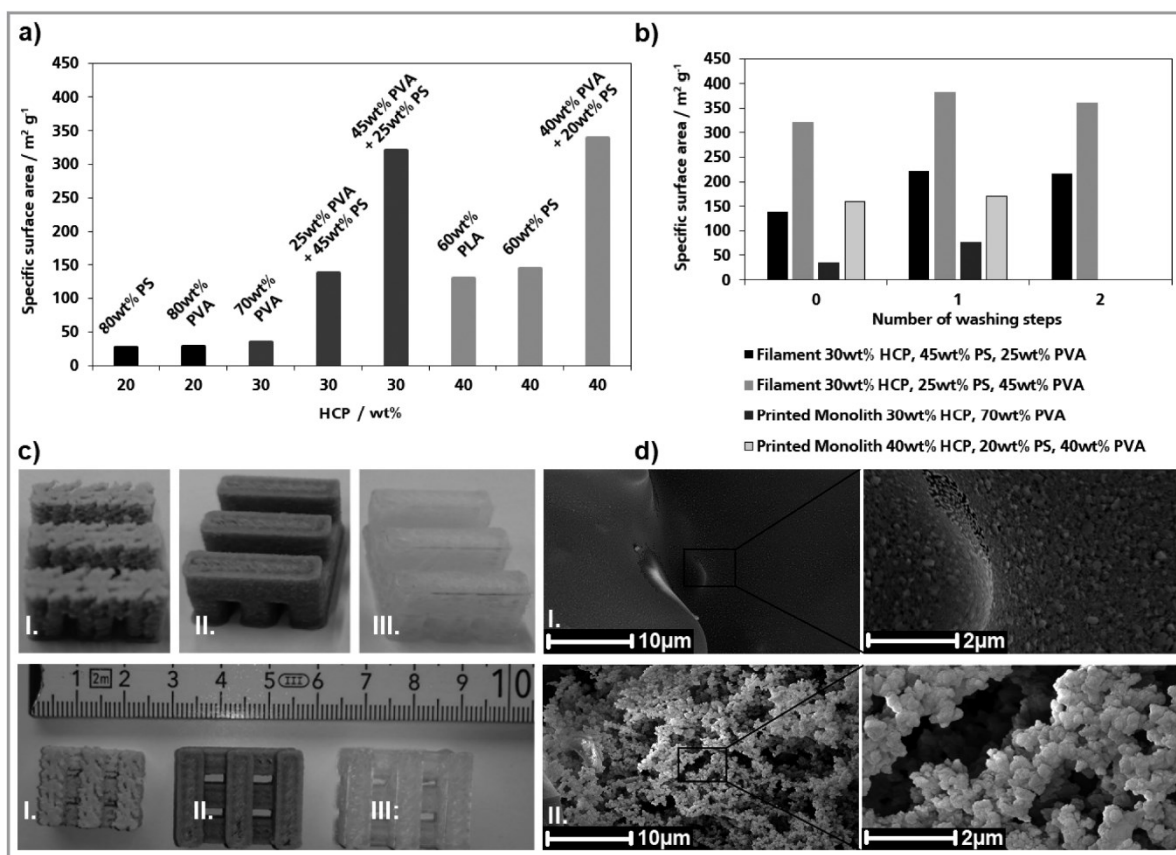 a)
Specific surface area / m² g⁻¹
450
400
350
300
250
200
150
100
50
0
80wt% PS
80wt%
PVA
70wt%
PVA
25wt% PVA
+ 45wt% PS
45wt% PVA
+ 25wt% PS
60wt%
PLA
60wt% PS
40wt% PVA
+ 20wt% PS
20 20 30 30 30 40 40 40
HCP / wt%
b)
Specific surface area / m² g⁻¹
450
400
350
300
250
200
150
100
50
0
0 1 2
Number of washing steps
Filament 30wt% HCP, 45wt% PS, 25wt% PVA
Filament 30wt% HCP, 25wt% PS, 45wt% PVA
Printed Monolith 30wt% HCP, 70wt% PVA
Printed Monolith 40wt% HCP, 20wt% PS, 40wt% PVA
c)
I. II. III.
1 2m 2 3 4 5 III 6 7 8 9 10
I. II. III:
d)
I.
10µm 2µm
II.
10µm 2µm